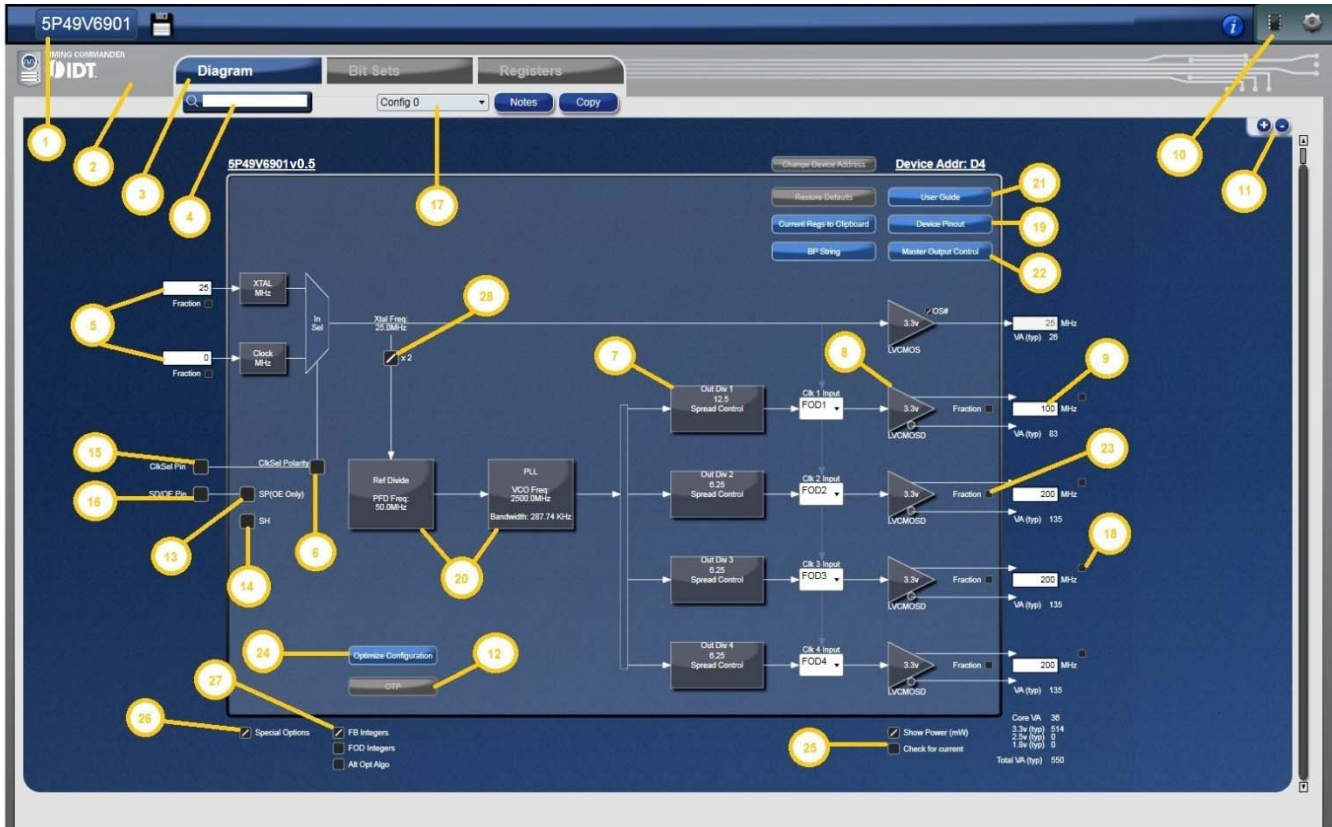 5P49V6901
i
TIMING COMMANDER
IDT.
Diagram
Bit Sets
Registers
Config 0
Notes
Copy
+ -
1
2
3
4
17
10
11
5P49V6901v0.5
Change Device Address
Device Addr: D4
Restore Defaults
User Guide
21
Current Regs to Clipboard
Device Pinout
19
BP String
Master Output Control
22
25
XTAL
MHz
Fraction
5
In
Sel
0
Clock
MHz
Fraction
Xtal Freq:
25.0MHz
28
x 2
3.3v
OS#
LVCMOS
25 MHz
VA (typ) 26
7
8
9
Out Div 1
12.5
Spread Control
Clk 1 Input
FOD1
3.3v
LVCMOSD
Fraction
100 MHz
VA (typ) 83
15
ClkSel Pin
ClkSel Polarity
16
SD/OE Pin
SP(OE Only)
SH
13
14
6
Ref Divide
PFD Freq:
50.0MHz
PLL
VCO Freq:
2500.0MHz
Bandwidth: 287.74 KHz
20
Out Div 2
6.25
Spread Control
Clk 2 Input
FOD2
3.3v
LVCMOSD
Fraction
23
200 MHz
VA (typ) 135
18
Out Div 3
6.25
Spread Control
Clk 3 Input
FOD3
3.3v
LVCMOSD
Fraction
200 MHz
VA (typ) 135
Out Div 4
6.25
Spread Control
Clk 4 Input
FOD4
3.3v
LVCMOSD
Fraction
200 MHz
VA (typ) 135
24
Optimize Configuration
12
OTP
27
26
Special Options
FB Integers
FOD Integers
Alt Opt Algo
25
Show Power (mW)
Check for current
Core VA 36
3.3v (typ) 514
2.5v (typ) 0
1.8v (typ) 0
Total VA (typ) 550